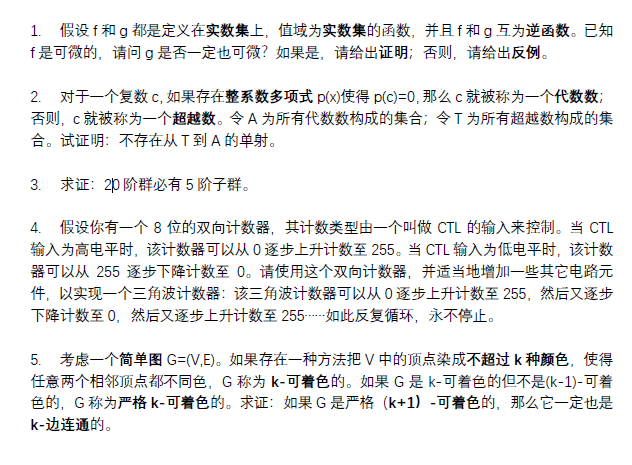 1. 假设 f 和 g 都是定义在实数集上，值域为实数集的函数，并且 f 和 g 互为逆函数。已知
f 是可微的，请问 g 是否一定也可微？如果是，请给出证明；否则，请给出反例。
2. 对于一个复数 c, 如果存在整系数多项式 p(x)使得 p(c)=0, 那么 c 就被称为一个代数数；
否则，c 就被称为一个超越数。令 A 为所有代数数构成的集合；令 T 为所有超越数构成的集
合。试证明：不存在从 T 到 A 的单射。
3. 求证：20 阶群必有 5 阶子群。
4. 假设你有一个 8 位的双向计数器，其计数类型由一个叫做 CTL 的输入来控制。当 CTL
输入为高电平时，该计数器可以从 0 逐步上升计数至 255。当 CTL 输入为低电平时，该计数
器可以从 255 逐步下降计数至 0。请使用这个双向计数器，并适当地增加一些其它电路元
件，以实现一个三角波计数器：该三角波计数器可以从 0 逐步上升计数至 255，然后又逐步
下降计数至 0，然后又逐步上升计数至 255……如此反复循环，永不停止。
5. 考虑一个简单图 G=(V,E)。如果存在一种方法把 V 中的顶点染成不超过 k 种颜色，使得
任意两个相邻顶点都不同色，G 称为 k-可着色的。如果 G 是 k-可着色的但不是(k-1)-可着
色的，G 称为严格 k-可着色的。求证：如果 G 是严格（k+1）-可着色的，那么它一定也是
k-边连通的。